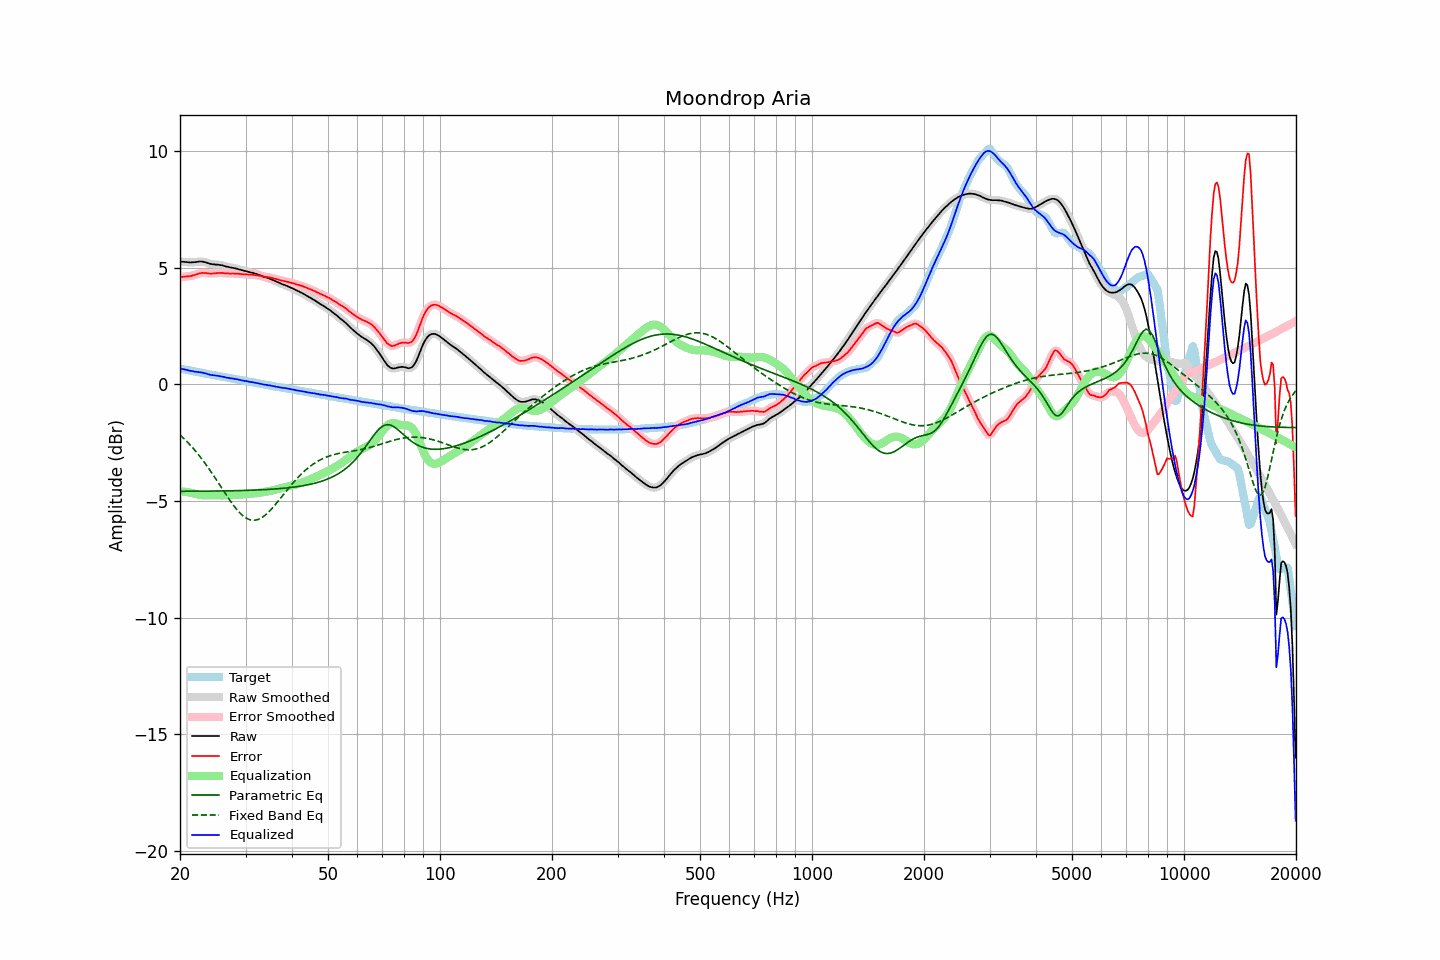 Moondrop Aria
10
5
0
−5
−10
−15
−20
Amplitude (dBr)
Target
Raw Smoothed
Error Smoothed
Raw
Error
Equalization
Parametric Eq
Fixed Band Eq
Equalized
20 50 100 200 500 1000 2000 5000 10000 20000
Frequency (Hz)